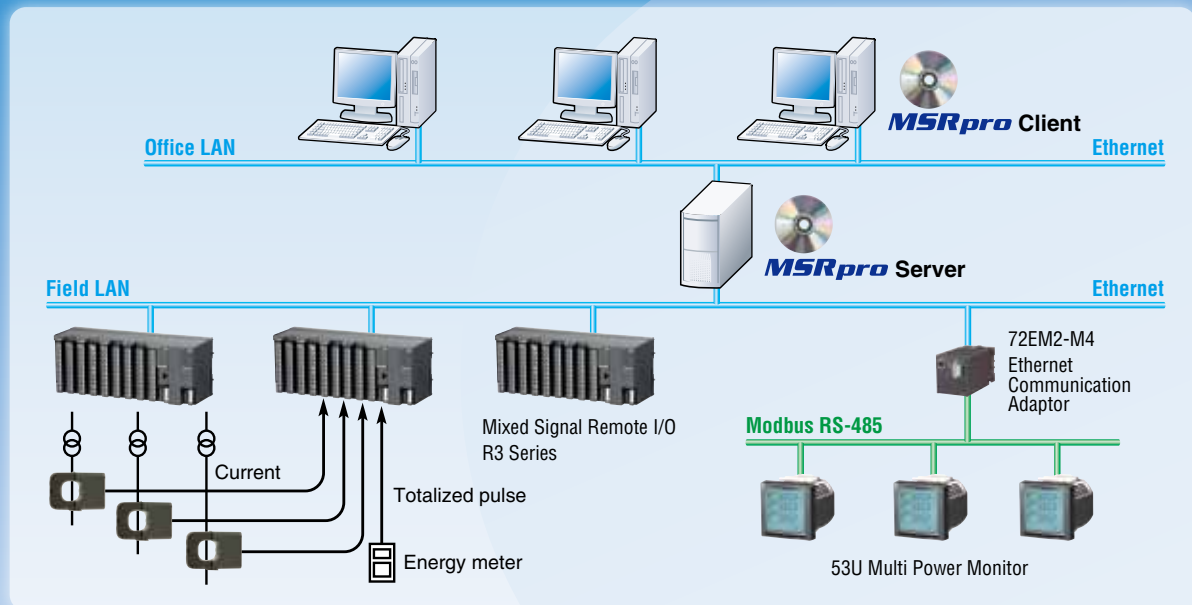 MSRpro Client
Office LAN
Ethernet
MSRpro Server
Field LAN
Ethernet
72EM2-M4
Ethernet
Communication
Adaptor
Mixed Signal Remote I/O
R3 Series
Modbus RS-485
Current
Totalized pulse
Energy meter
53U Multi Power Monitor